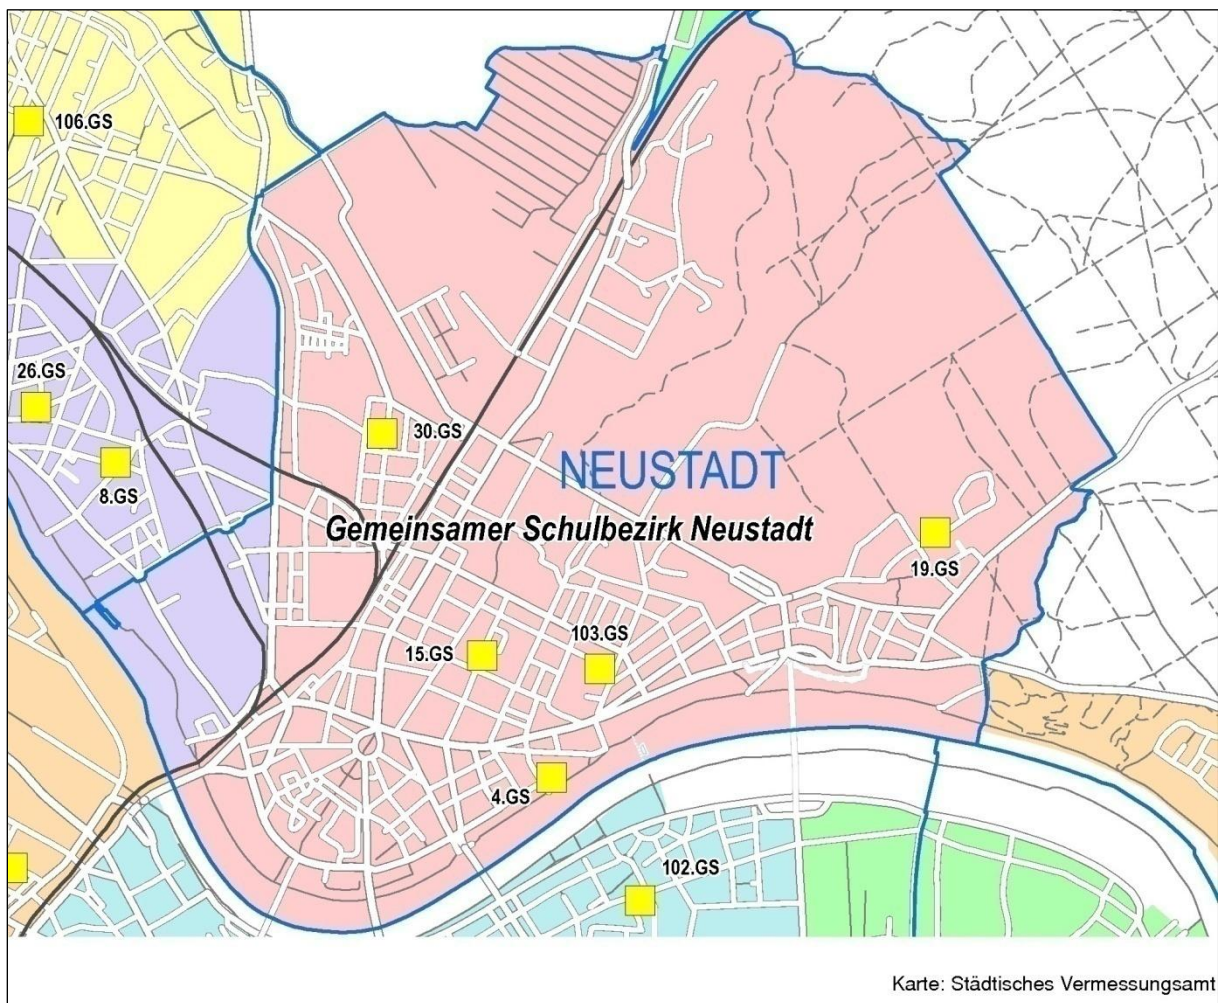 106.GS
26.GS
30.GS
8.GS
NEUSTADT
Gemeinsamer Schulbezirk Neustadt
19.GS
103.GS
15.GS
4.GS
102.GS
Karte: Städtisches Vermessungsamt